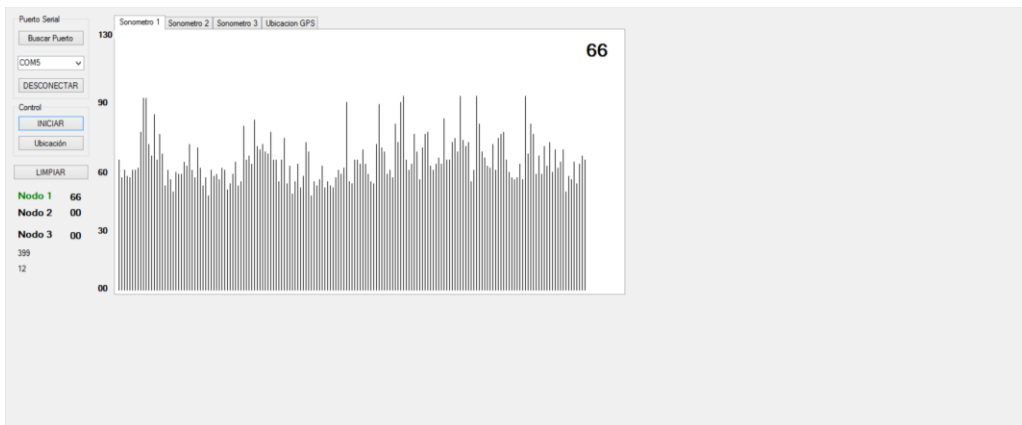 Puerto Serial
Buscar Puerto
COM5
DESCONECTAR
Control
INICIAR
Ubicación
LIMPIAR
Nodo 1 66
Nodo 2 00
Nodo 3 00
399
12
Sonometro 1 Sonometro 2 Sonometro 3 Ubicacion GPS
130
90
60
30
00
66